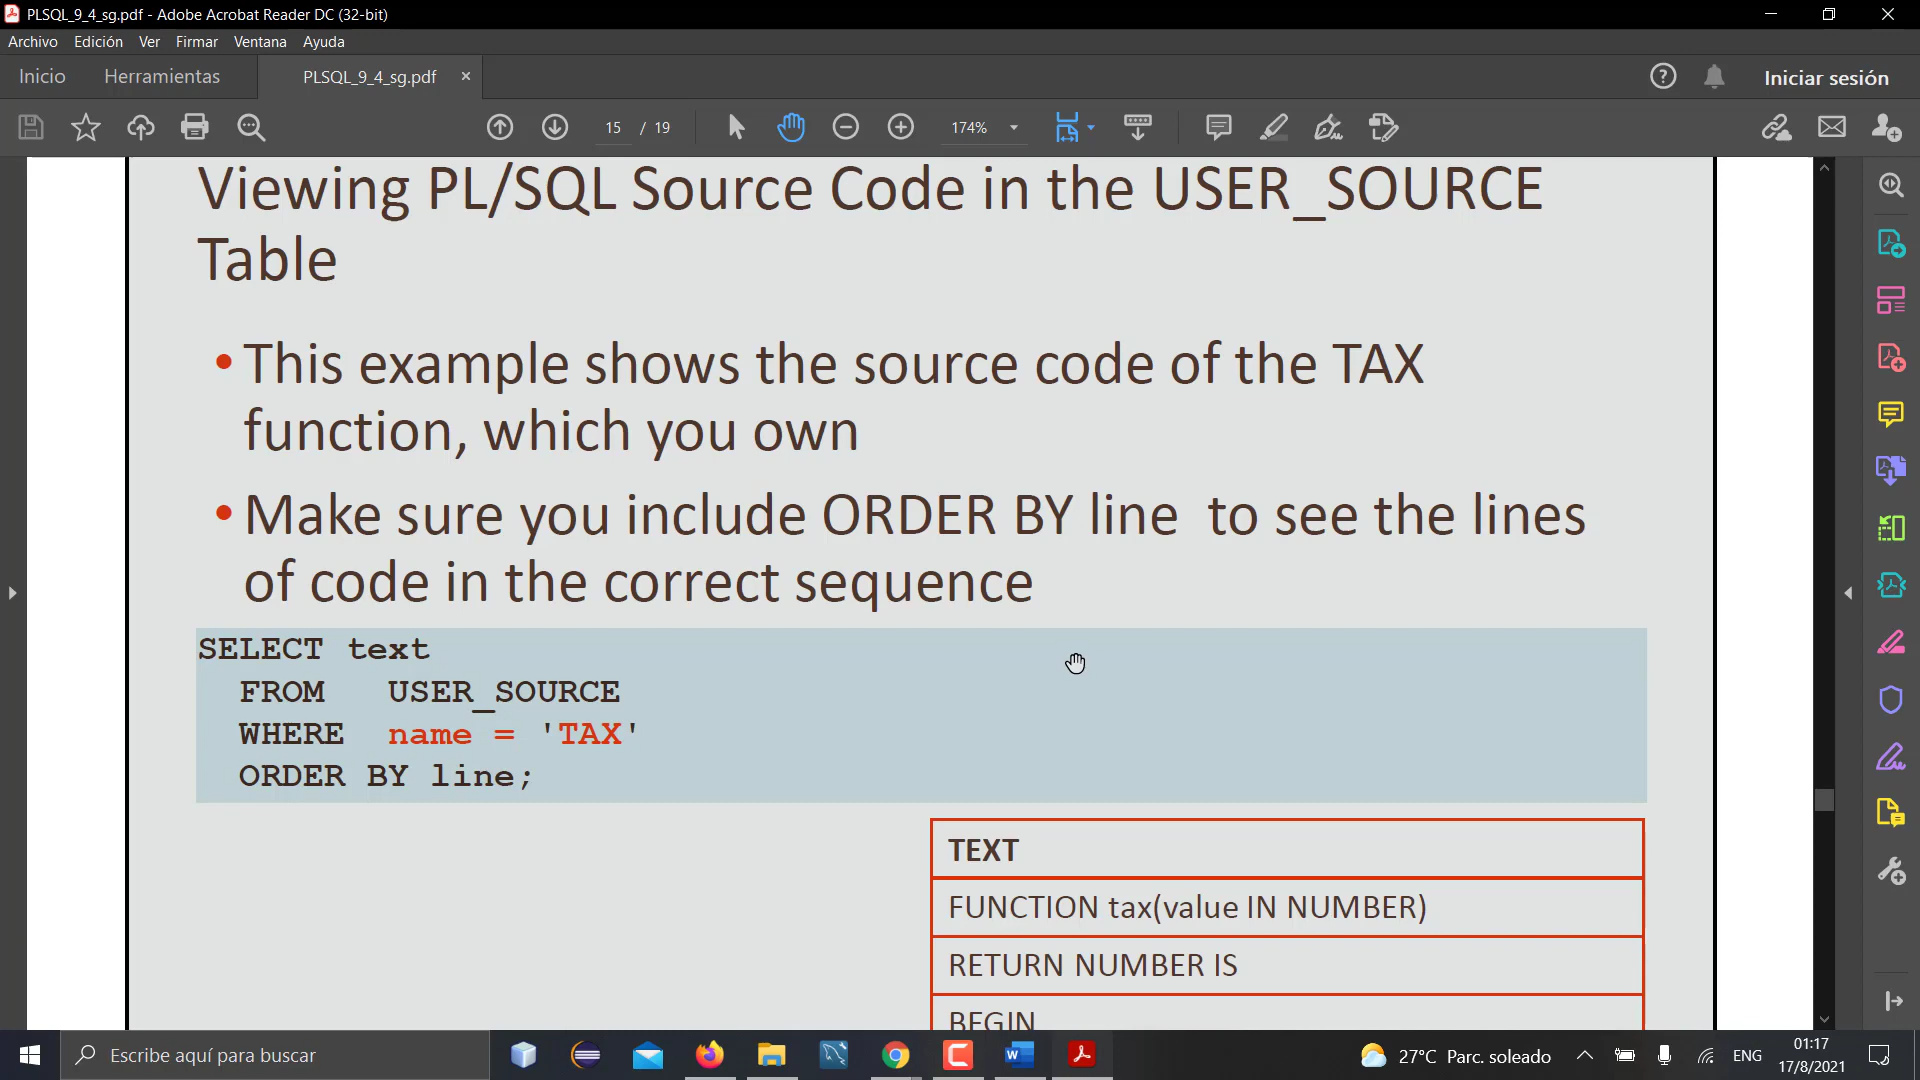 PLSQL_9_4_sg.pdf - Adobe Acrobat Reader DC (32-bit)
Archivo Edición Ver Firmar Ventana Ayuda
Inicio Herramientas PLSQL_9_4_sg.pdf Iniciar sesión
15 / 19 174%
Viewing PL/SQL Source Code in the USER_SOURCE
Table
•This example shows the source code of the TAX
function, which you own
•Make sure you include ORDER BY line to see the lines
of code in the correct sequence
SELECT text
FROM USER_SOURCE
WHERE name = 'TAX'
ORDER BY line;
TEXT
FUNCTION tax(value IN NUMBER)
RETURN NUMBER IS
BEGIN
Escribe aquí para buscar
27°C Parc. soleado
ENG
01:17
17/8/2021